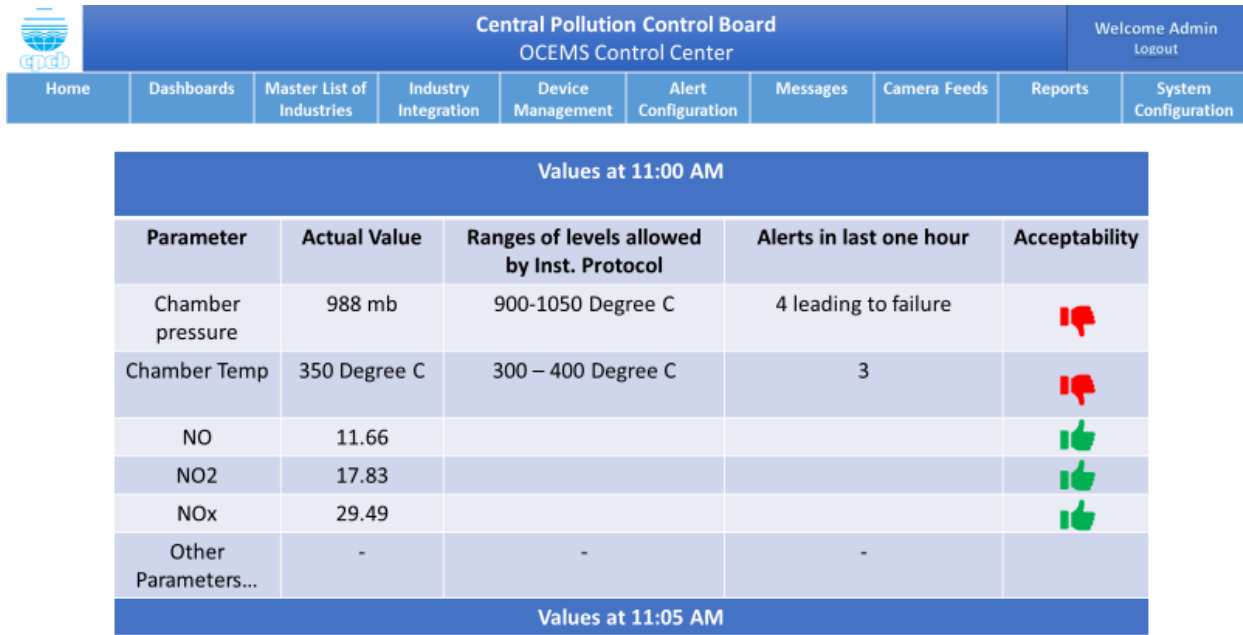 Central Pollution Control Board
OCEMS Control Center
Welcome Admin
Logout
cpcb
Home
Dashboards
Master List of
Industries
Industry
Integration
Device
Management
Alert
Configuration
Messages
Camera Feeds
Reports
System
Configuration
Values at 11:00 AM
Parameter
Actual Value
Ranges of levels allowed
by Inst. Protocol
Alerts in last one hour
Acceptability
Chamber
pressure
988 mb
900-1050 Degree C
4 leading to failure
Chamber Temp
350 Degree C
300 – 400 Degree C
3
NO
11.66
NO2
17.83
NOx
29.49
Other
Parameters...
-
-
-
Values at 11:05 AM